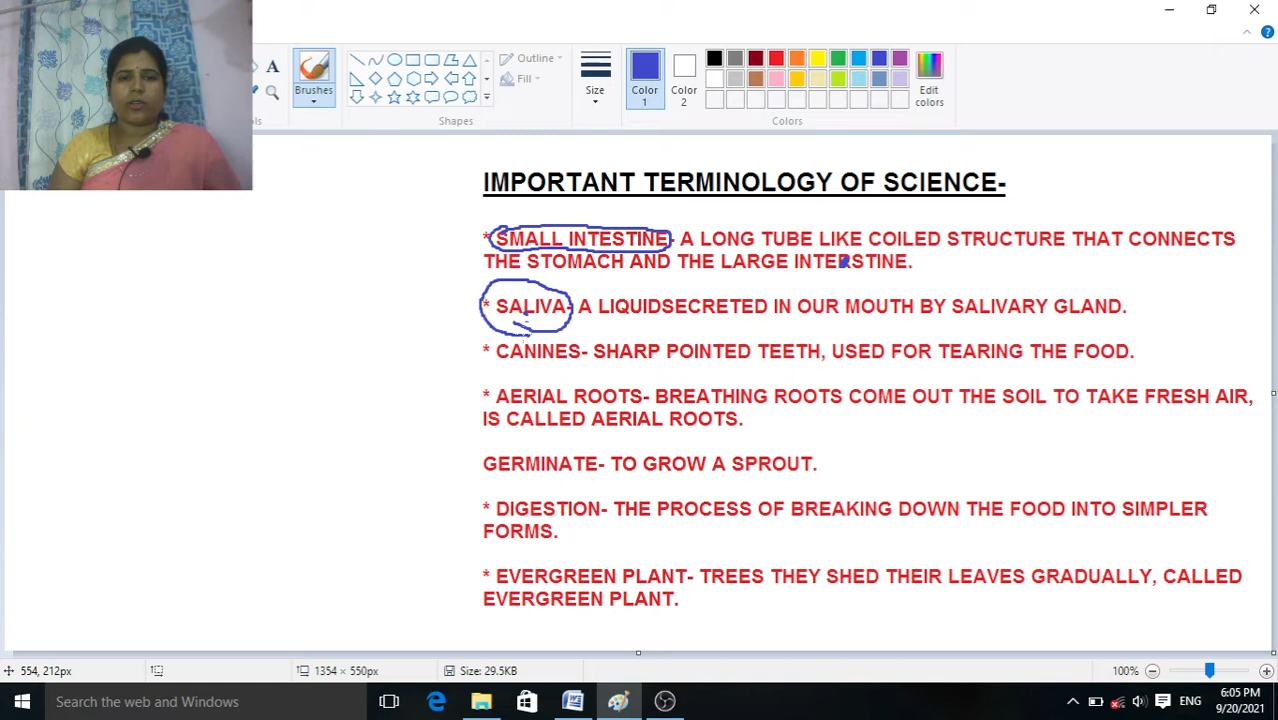 A
Brushes
Outline
Fill
Size
Color
1
Color
2
Edit
colors
Shapes
Colors
IMPORTANT TERMINOLOGY OF SCIENCE-
* SMALL INTESTINE- A LONG TUBE LIKE COILED STRUCTURE THAT CONNECTS
THE STOMACH AND THE LARGE INTERSTINE.
* SALIVA- A LIQUIDSECRETED IN OUR MOUTH BY SALIVARY GLAND.
* CANINES- SHARP POINTED TEETH, USED FOR TEARING THE FOOD.
* AERIAL ROOTS- BREATHING ROOTS COME OUT THE SOIL TO TAKE FRESH AIR,
IS CALLED AERIAL ROOTS.
GERMINATE- TO GROW A SPROUT.
* DIGESTION- THE PROCESS OF BREAKING DOWN THE FOOD INTO SIMPLER
FORMS.
* EVERGREEN PLANT- TREES THEY SHED THEIR LEAVES GRADUALLY, CALLED
EVERGREEN PLANT.
554, 212px
1354 × 550px
Size: 29.5KB
100%
Search the web and Windows
ENG
6:05 PM
9/20/2021